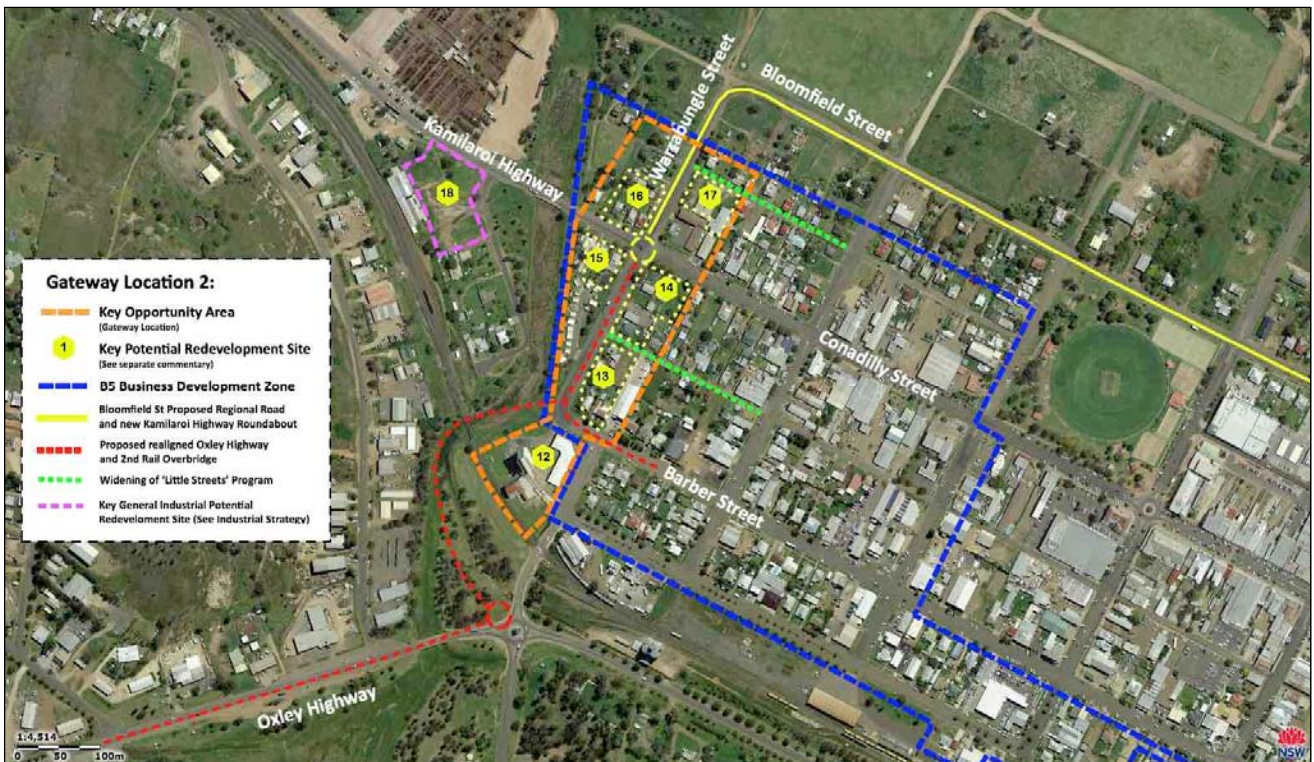 Bloomfield Street
Warrabungle Street
Kamilaroi Highway
18
16
17
15
14
13
12
Conadilly Street
Barber Street
Oxley Highway
Gateway Location 2:
Key Opportunity Area
(Gateway Location)
1
Key Potential Redevelopment Site
(See separate commentary)
B5 Business Development Zone
Bloomfield St Proposed Regional Road
and new Kamilaroi Highway Roundabout
Proposed realigned Oxley Highway
and 2nd Rail Overbridge
Widening of 'Little Streets' Program
Key General Industrial Potential
Redeveloment Site (See Industrial Strategy)
1:4,514
0 50 100m
NSW